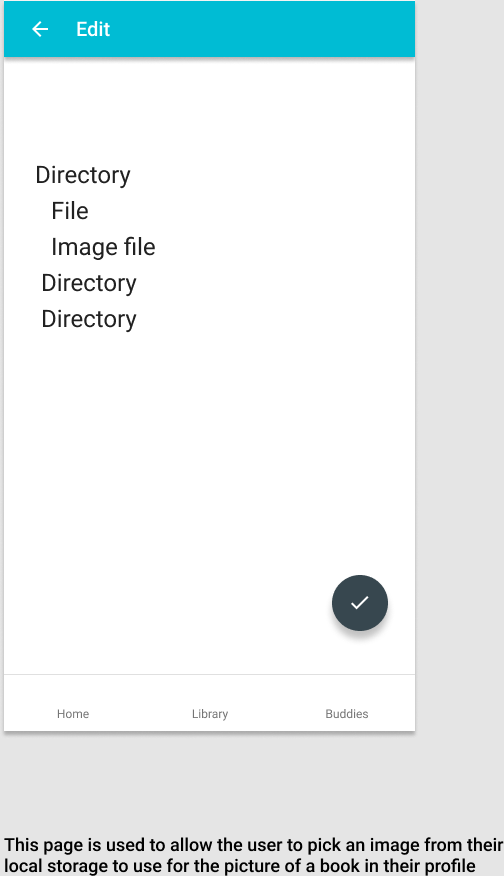 Edit
Directory
File
Image file
Directory
Directory
Home Library Buddies
This page is used to allow the user to pick an image from their
local storage to use for the picture of a book in their profile